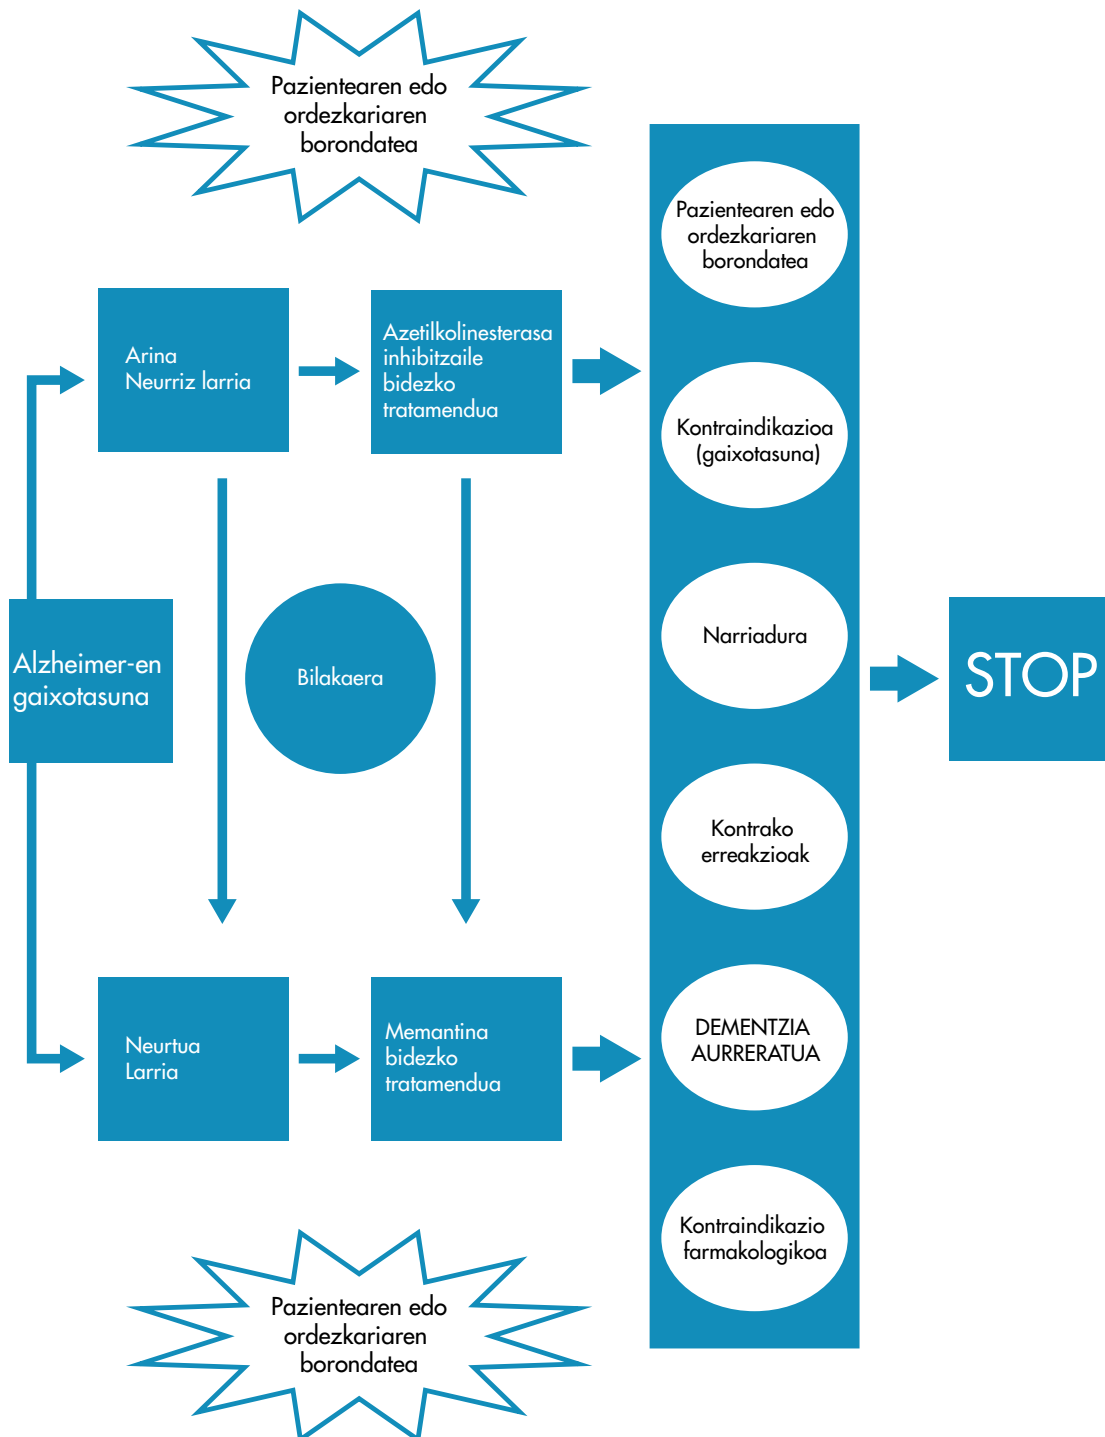 Pazientearen edo
ordezkariaren
borondatea
Arina
Neurriz larria
Azetilkolinesterasa
inhibitzaile
bidezko
tratamendua
Alzheimer-en
gaixotasuna
Bilakaera
Neurtua
Larria
Memantina
bidezko
tratamendua
Pazientearen edo
ordezkariaren
borondatea
Pazientearen edo
ordezkariaren
borondatea
Kontraindikazioa
(gaixotasuna)
Narriadura
Kontrako
erreakzioak
DEMENTZIA
AURRERATUA
Kontraindikazio
farmakologikoa
STOP